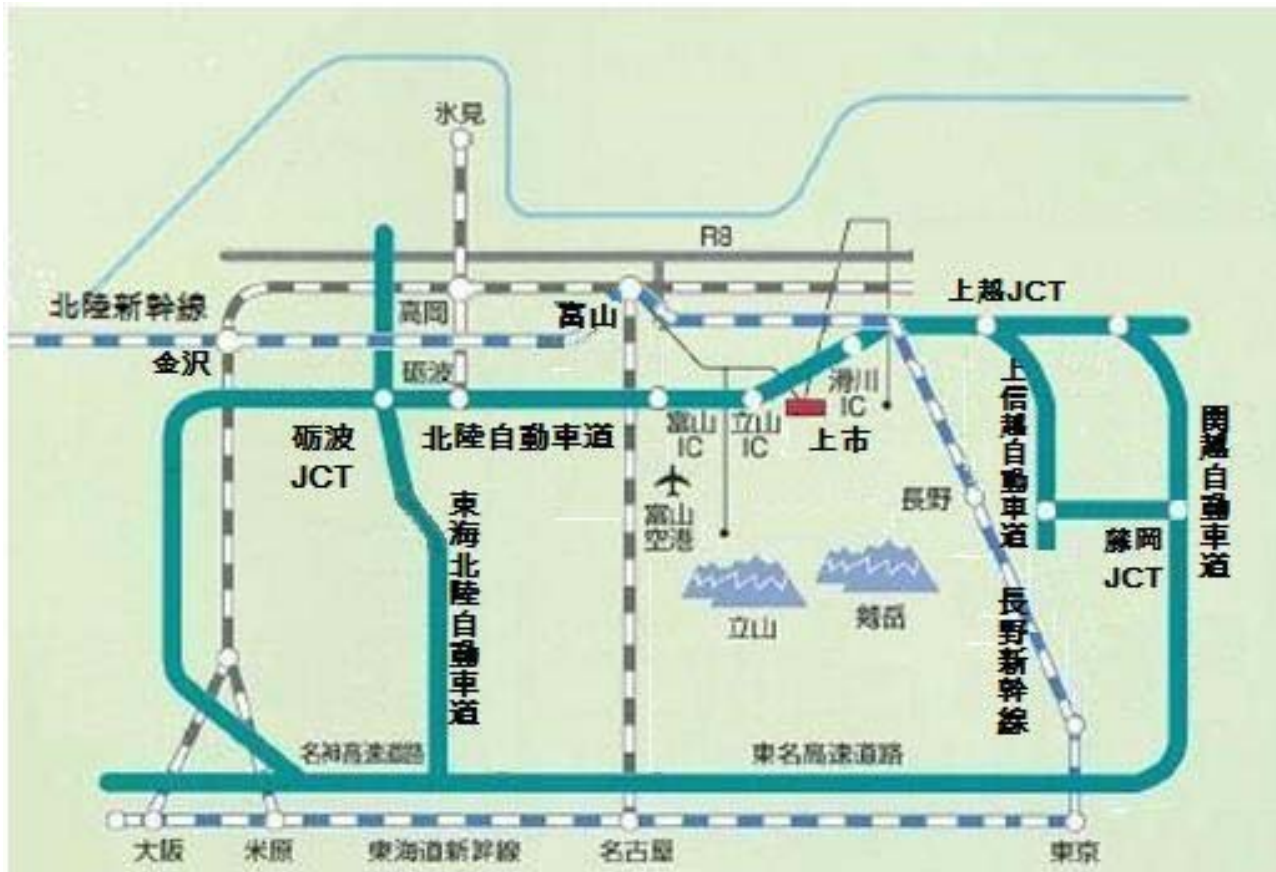 氷見
R8
上越JCT
北陸新幹線
高岡
富山
金沢
砺波
滑川
IC
富山
IC
立山
IC
上市
砺波
JCT
北陸自動車道
上信越自動車道
関越自動車道
富山
空港
長野
東海北陸自動車道
藤岡
JCT
立山
剱岳
長野新幹線
名神高速道路
東名高速道路
大阪
米原
東海道新幹線
名古屋
東京